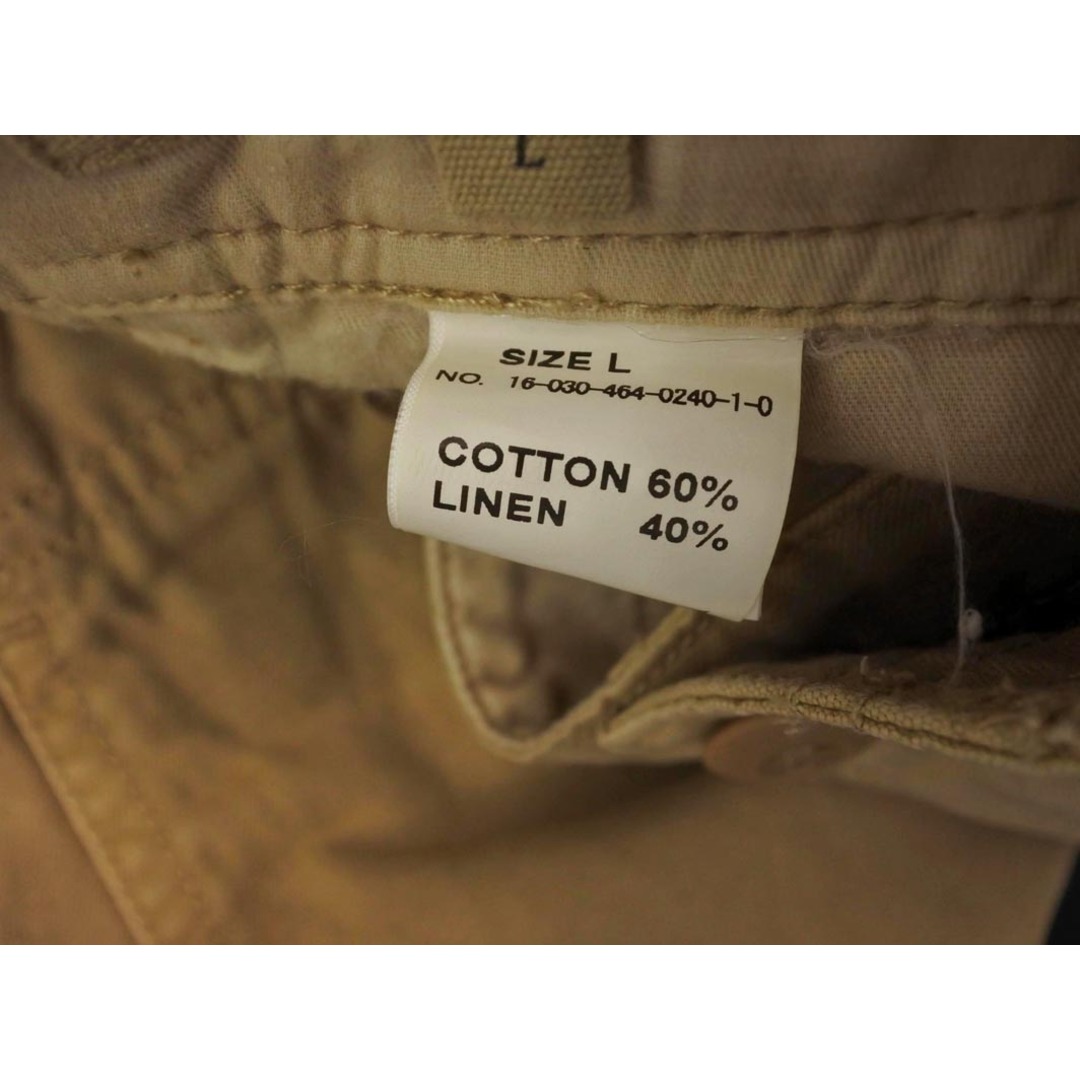 L
SIZE L
NO. 16-030-464-0240-1-0
COTTON 60%
LINEN 40%